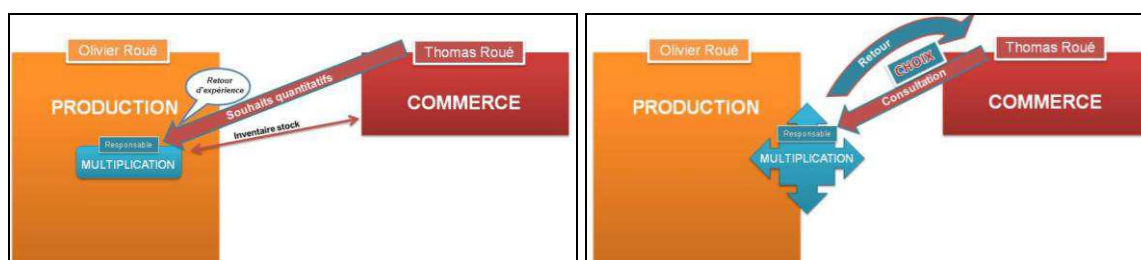 Olivier Roué
Thomas Roué
Retour
d'expérience
PRODUCTION
Souhaits quantitatifs
COMMERCE
Inventaire stock
Responsable
MULTIPLICATION
Olivier Roué
Retour
CHOIX
Thomas Roué
Consultation
PRODUCTION
COMMERCE
Responsable
MULTIPLICATION